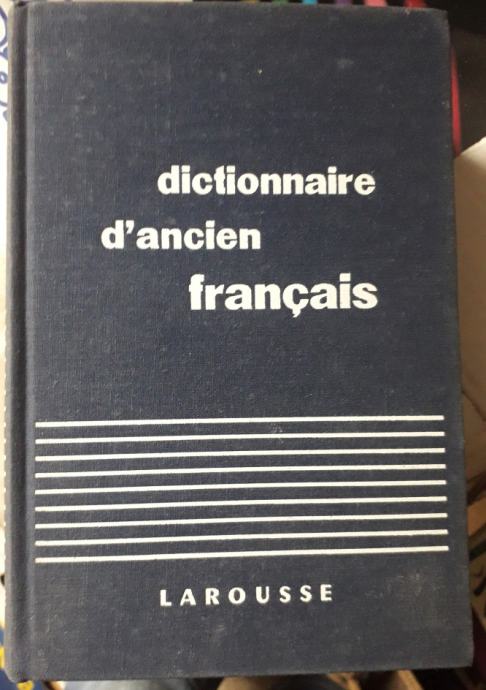 dictionnaire
d'ancien
français
LAROUSSE